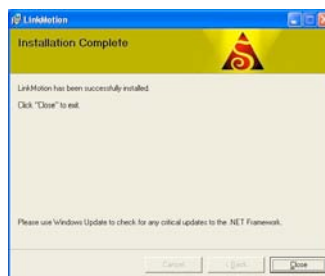 LinkMotion
Installation Complete
LinkMotion has been successfully installed.
Click "Close" to exit.
Please use Windows Update to check for any critical updates to the .NET Framework.
Cancel < Back Close